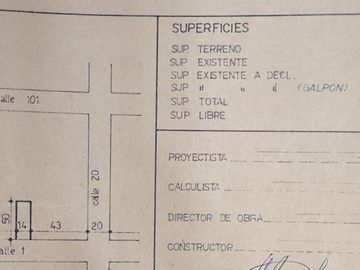 SUPERFICIES
SUP TERRENO
SUP EXISTENTE
SUP EXISTENTE A DECL.
SUP " " " (GALPON)
SUP TOTAL
SUP LIBRE
PROYECTISTA
CALCULISTA
DIRECTOR DE OBRA
CONSTRUCTOR
alle 101
calle 20
50
14 43 20
alle 1